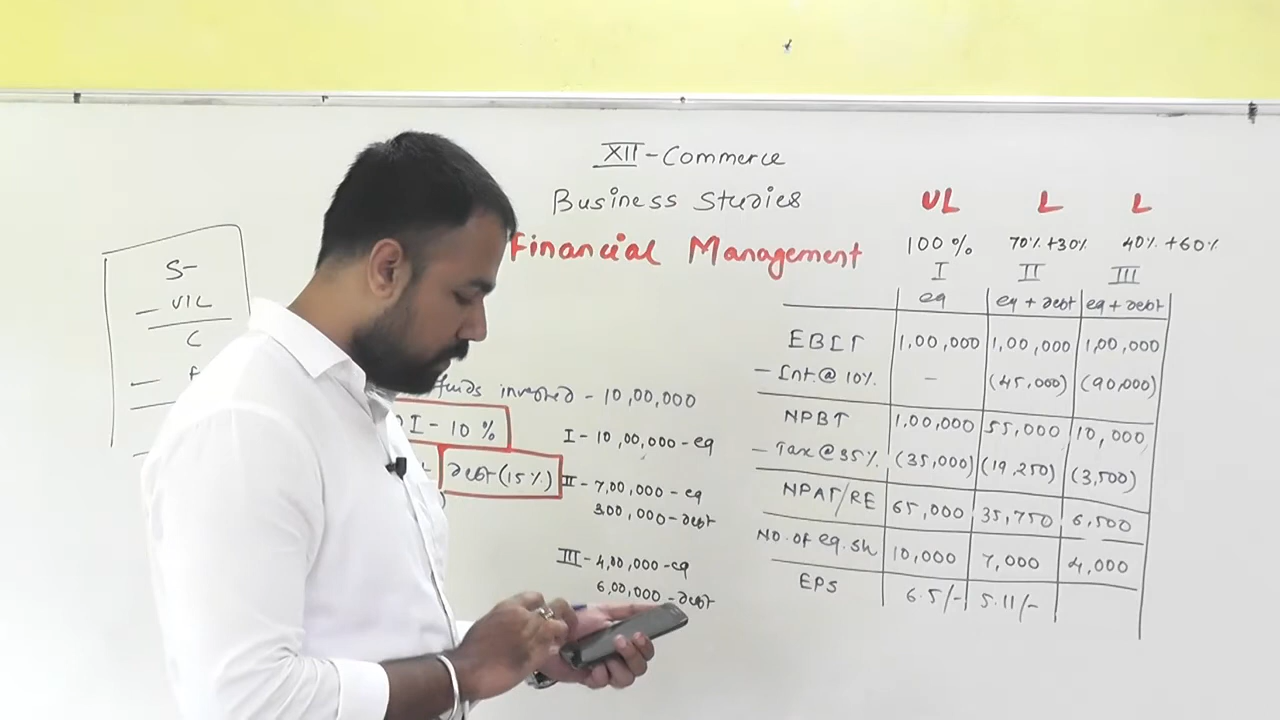 XII - Commerce
Business Studies
Financial Management
S-
VIL
C
funds invested - 10,00,000
I - 10 %
debt (15%)
I - 10,00,000 - eq
II - 7,00,000 - eq
300,000 - debt
III - 4,00,000 - eq
6,00,000 - debt
UL L L
100 % 70% + 30% 40% + 60%
I II III
eq eq + debt eq + debt
EBIT 1,00,000 1,00,000 1,00,000
- Int. @ 10%. - (45,000) (90,000)
NPBT 1,00,000 55,000 10,000
- Tax @ 35%. (35,000) (19,250) (3,500)
NPAT/RE 65,000 35,750 6,500
No. of eq. sh 10,000 7,000 4,000
EPS 6.5/- 5.11/-